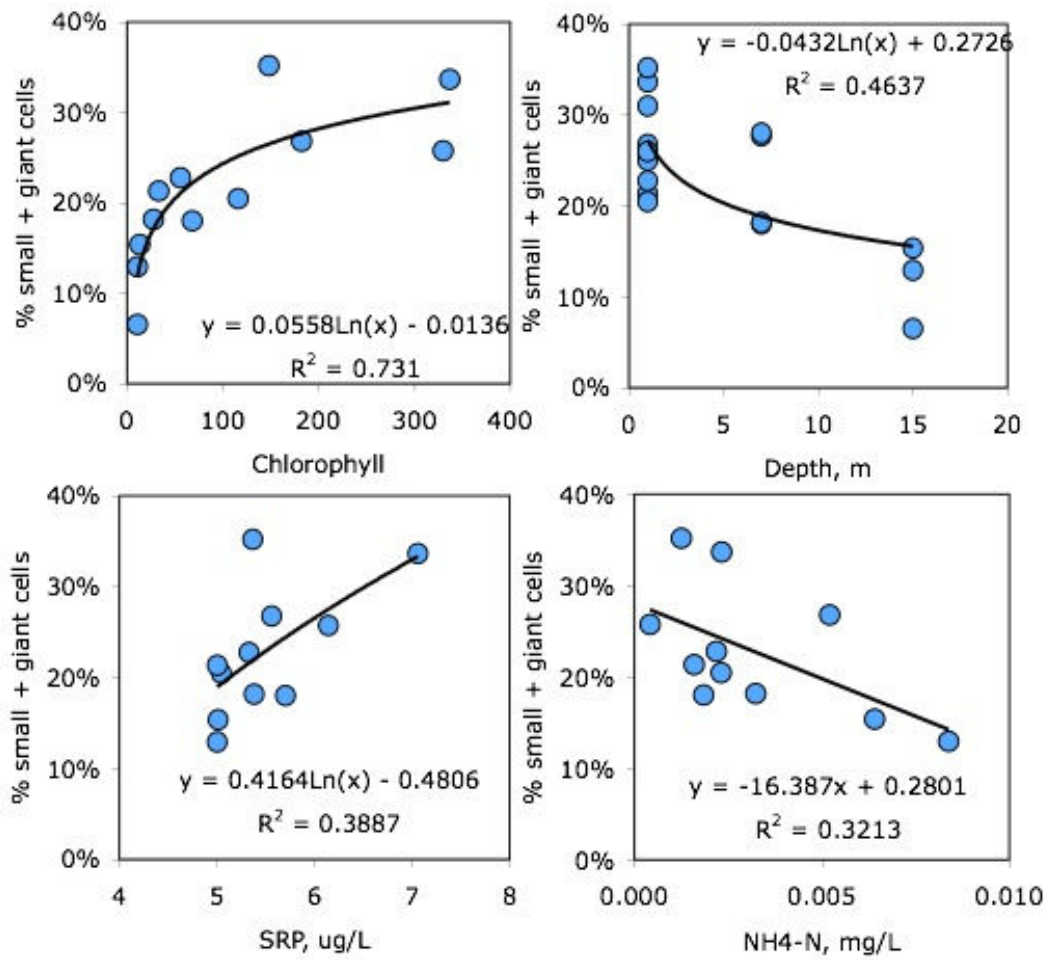 % small + giant cells
40%
30%
20%
10%
0%
y = 0.0558Ln(x) - 0.0136
R² = 0.731
0 100 200 300 400
Chlorophyll
% small + giant cells
40%
30%
20%
10%
0%
y = -0.0432Ln(x) + 0.2726
R² = 0.4637
0 5 10 15 20
Depth, m
% small + giant cells
40%
30%
20%
10%
0%
y = 0.4164Ln(x) - 0.4806
R² = 0.3887
4 5 6 7 8
SRP, ug/L
% small + giant cells
40%
30%
20%
10%
0%
y = -16.387x + 0.2801
R² = 0.3213
0.000 0.005 0.010
NH4-N, mg/L